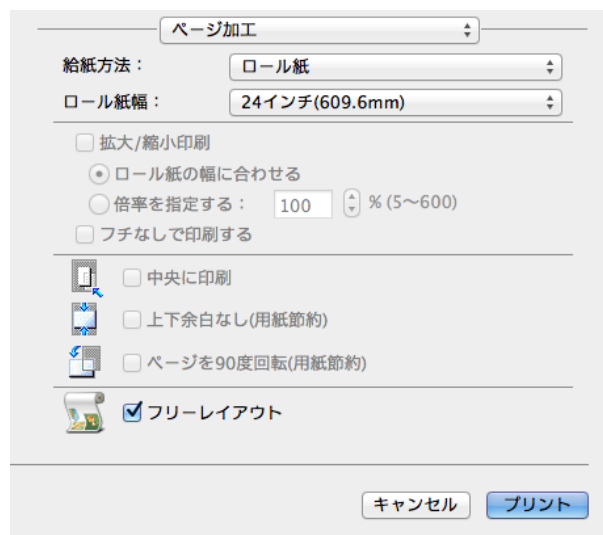 ページ加工
給紙方法： ロール紙
ロール紙幅： 24インチ(609.6mm)
拡大/縮小印刷
ロール紙の幅に合わせる
倍率を指定する： 100 % (5〜600)
フチなしで印刷する
中央に印刷
上下余白なし(用紙節約)
ページを90度回転(用紙節約)
フリーレイアウト
キャンセル プリント